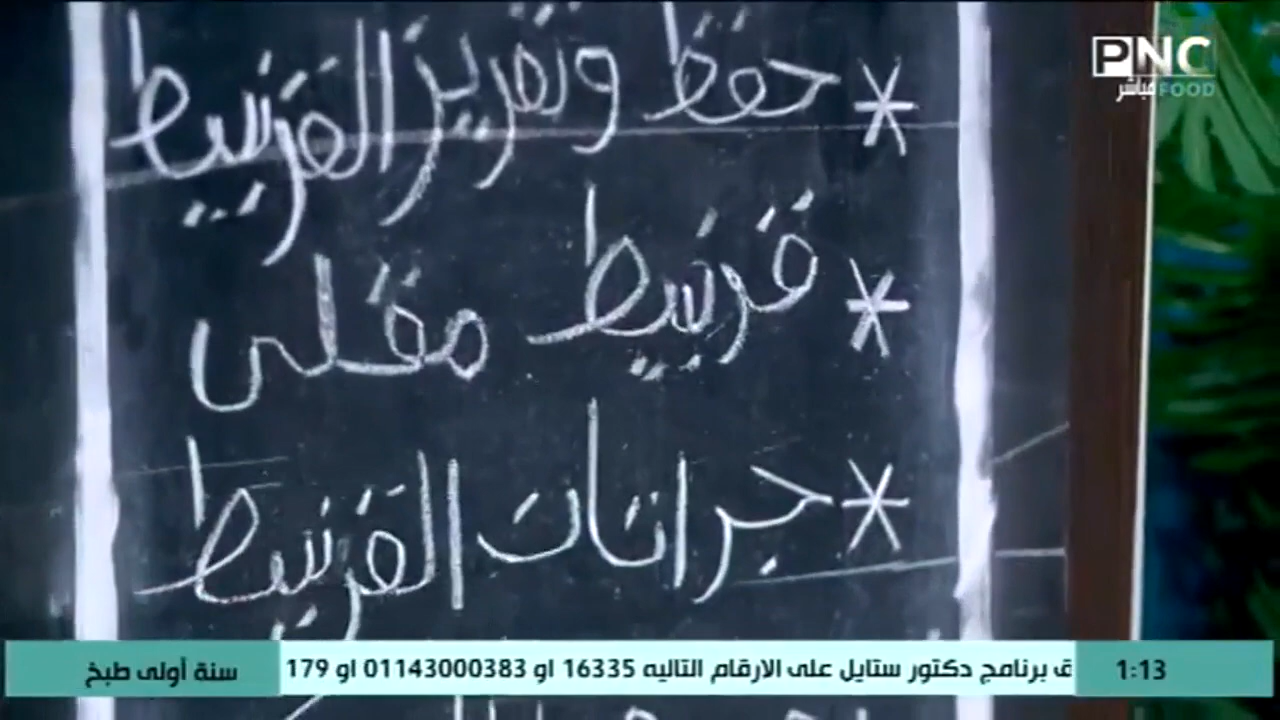 PNC
FOOD مباشر
* حفظ وتفريز القرنبيط
* قرنبيط مقلى
* جراتان القرنبيط
1:13
ق برنامج دكتور ستايل على الارقام التاليه 16335 او 01143000383 او 179
سنة أولى طبخ